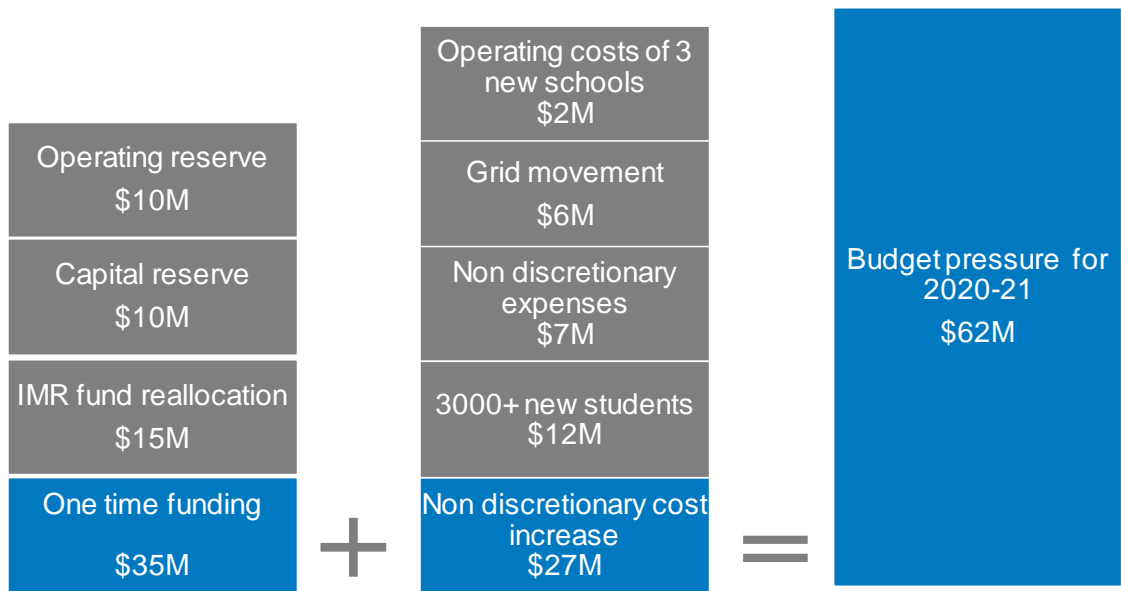 Operating reserve
$10M
Capital reserve
$10M
IMR fund reallocation
$15M
One time funding
$35M
+
Operating costs of 3
new schools
$2M
Grid movement
$6M
Non discretionary
expenses
$7M
3000+ new students
$12M
Non discretionary cost
increase
$27M
=
Budget pressure for
2020-21
$62M